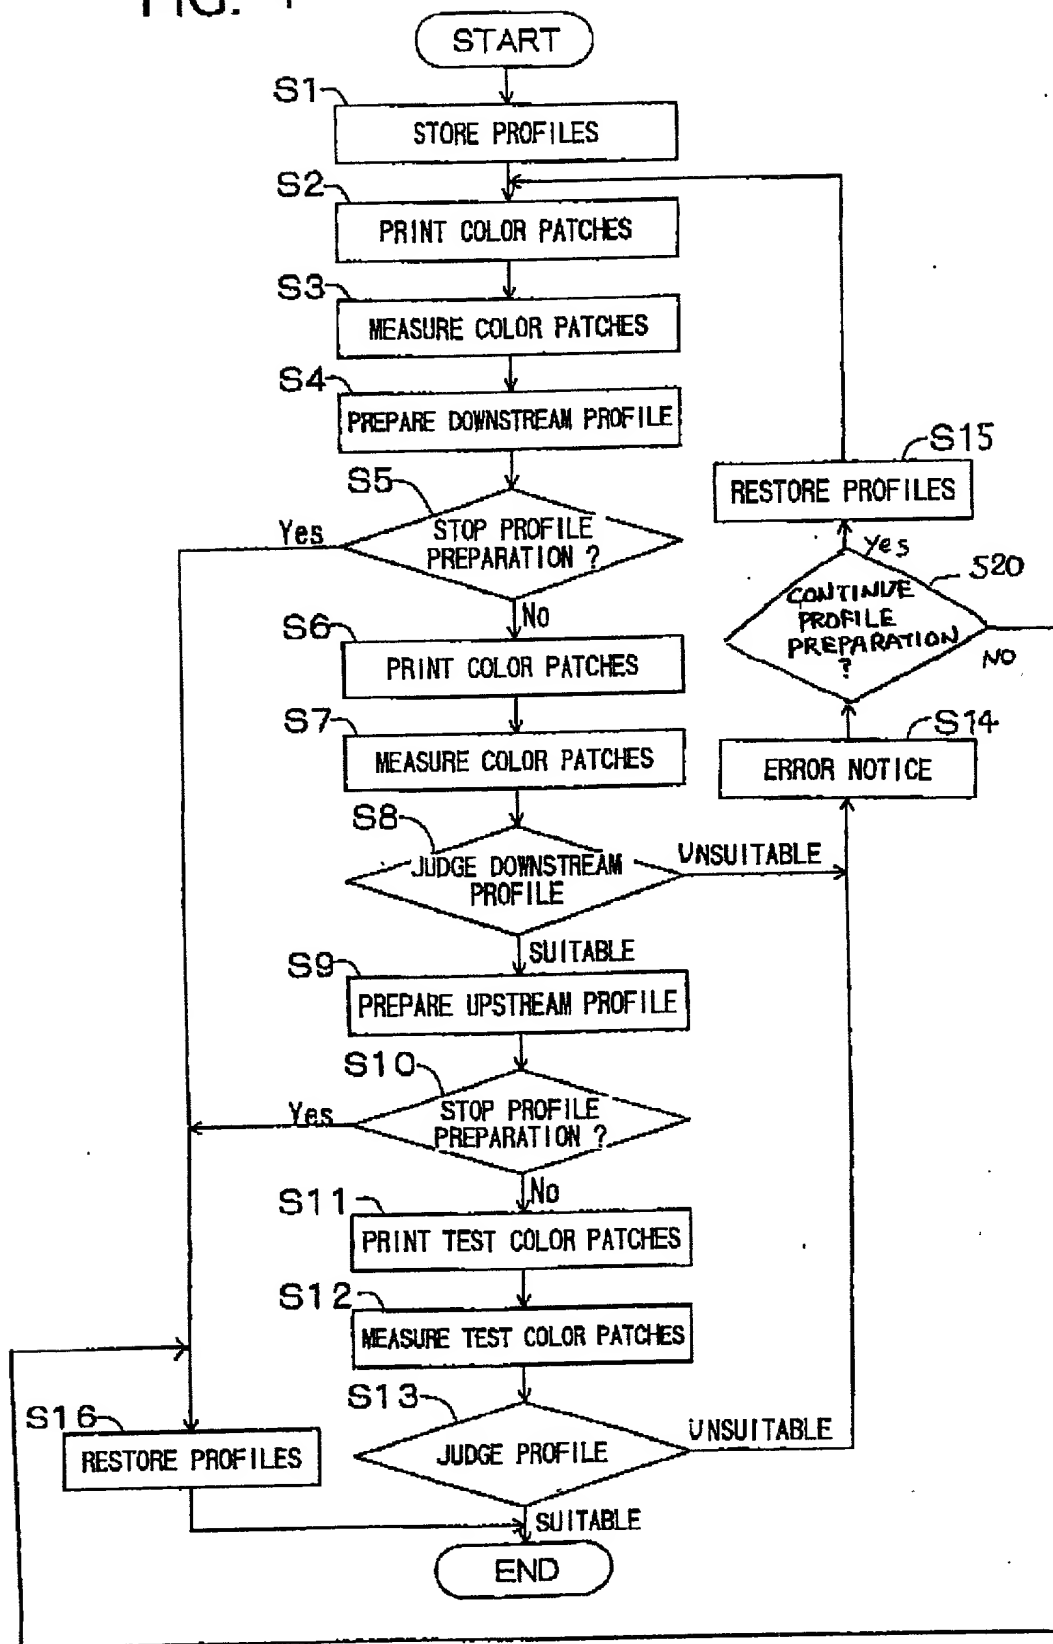 FIG.
START
S1
STORE PROFILES
S2
PRINT COLOR PATCHES
S3
MEASURE COLOR PATCHES
S4
PREPARE DOWNSTREAM PROFILE
S5
STOP PROFILE
PREPARATION ?
Yes
No
S6
PRINT COLOR PATCHES
S7
MEASURE COLOR PATCHES
S8
JUDGE DOWNSTREAM
PROFILE
UNSUITABLE
SUITABLE
S9
PREPARE UPSTREAM PROFILE
S10
STOP PROFILE
PREPARATION ?
Yes
No
S11
PRINT TEST COLOR PATCHES
S12
MEASURE TEST COLOR PATCHES
S13
JUDGE PROFILE
UNSUITABLE
SUITABLE
END
S14
ERROR NOTICE
S20
CONTINUE
PROFILE
PREPARATION
?
Yes
NO
S15
RESTORE PROFILES
S16
RESTORE PROFILES